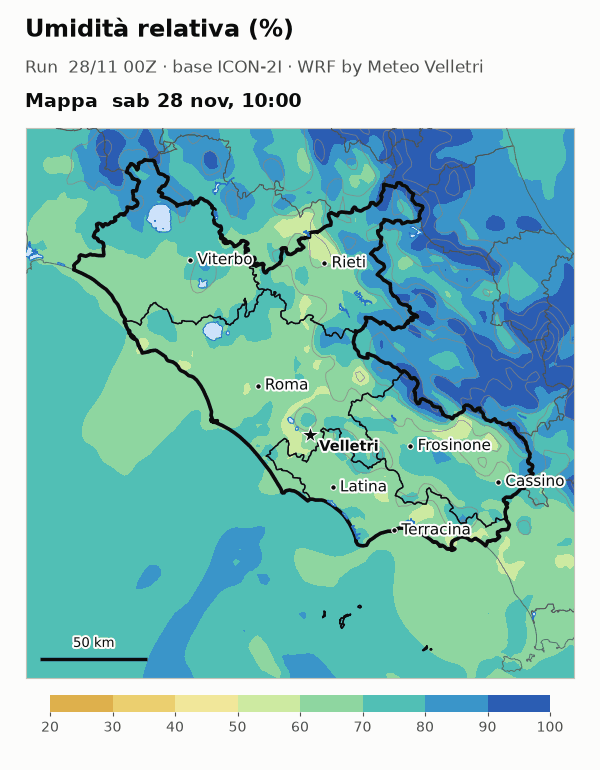 Umidità relativa (%)
Run  28/11 00Z · base ICON-2I · WRF by Meteo Velletri
Mappa  sab 28 nov, 10:00
Viterbo
Rieti
Roma
Velletri
Frosinone
Cassino
Latina
Terracina
50 km
20 30 40 50 60 70 80 90 100